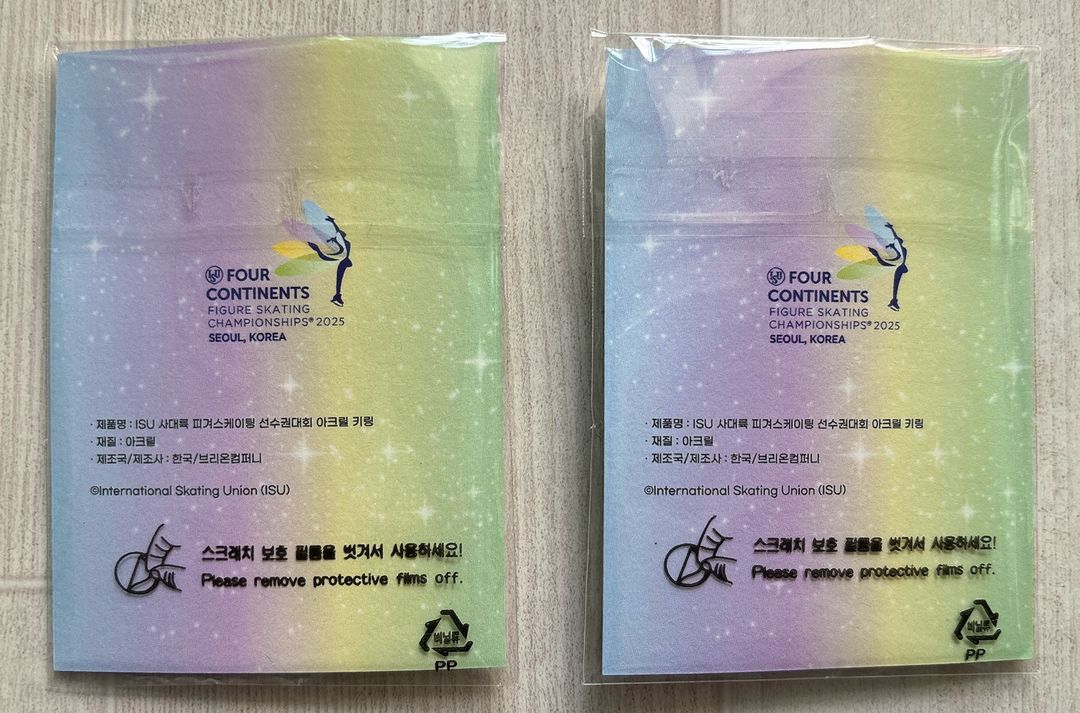 ISU FOUR
CONTINENTS
FIGURE SKATING
CHAMPIONSHIPS® 2025
SEOUL, KOREA
· 제품명 : ISU 사대륙 피겨스케이팅 선수권대회 아크릴 키링
· 재질 : 아크릴
· 제조국/제조사 : 한국/브리온컴퍼니
©International Skating Union (ISU)
스크래치 보호 필름을 벗겨서 사용하세요!
Please remove protective films off.
비닐류
PP
ISU FOUR
CONTINENTS
FIGURE SKATING
CHAMPIONSHIPS® 2025
SEOUL, KOREA
· 제품명 : ISU 사대륙 피겨스케이팅 선수권대회 아크릴 키링
· 재질 : 아크릴
· 제조국/제조사 : 한국/브리온컴퍼니
©International Skating Union (ISU)
스크래치 보호 필름을 벗겨서 사용하세요!
Please remove protective films off.
비닐류
PP